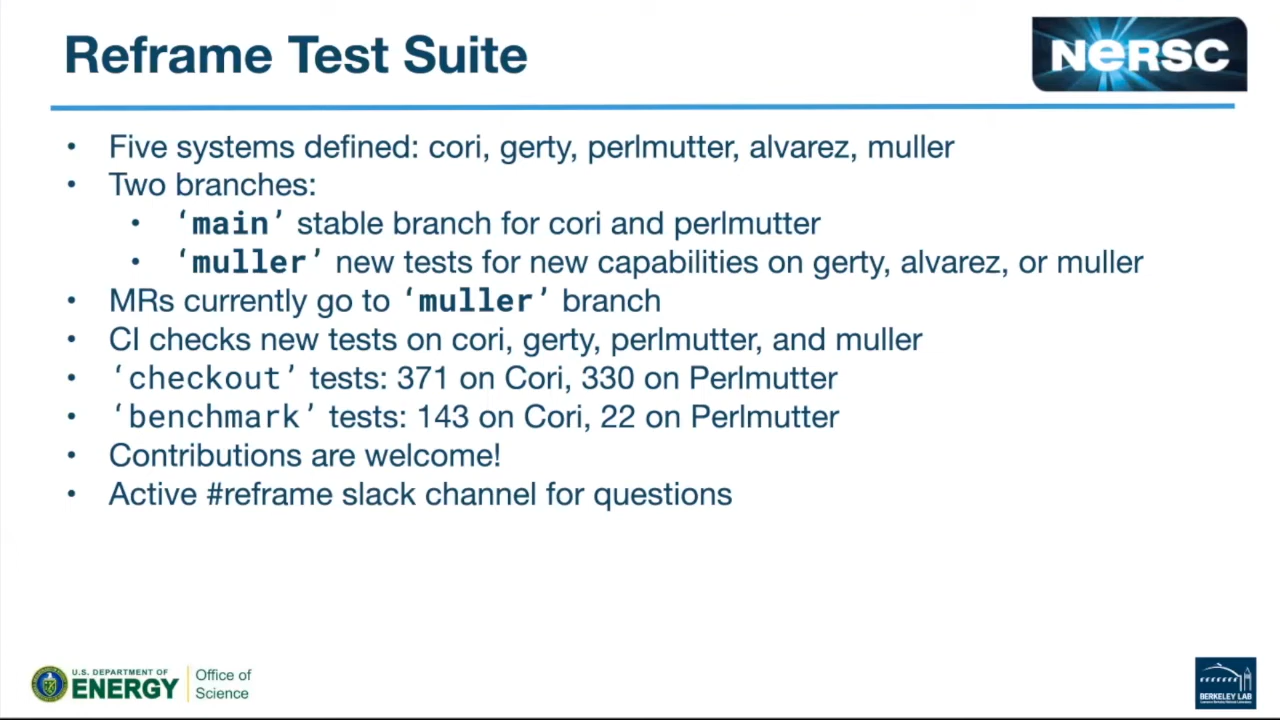 Reframe Test Suite
NERSC
• Five systems defined: cori, gerty, perlmutter, alvarez, muller
• Two branches:
• ‘main’ stable branch for cori and perlmutter
• ‘muller’ new tests for new capabilities on gerty, alvarez, or muller
• MRs currently go to ‘muller’ branch
• CI checks new tests on cori, gerty, perlmutter, and muller
• ‘checkout’ tests: 371 on Cori, 330 on Perlmutter
• ‘benchmark’ tests: 143 on Cori, 22 on Perlmutter
• Contributions are welcome!
• Active #reframe slack channel for questions
U.S. DEPARTMENT OF
ENERGY
Office of
Science
BERKELEY LAB